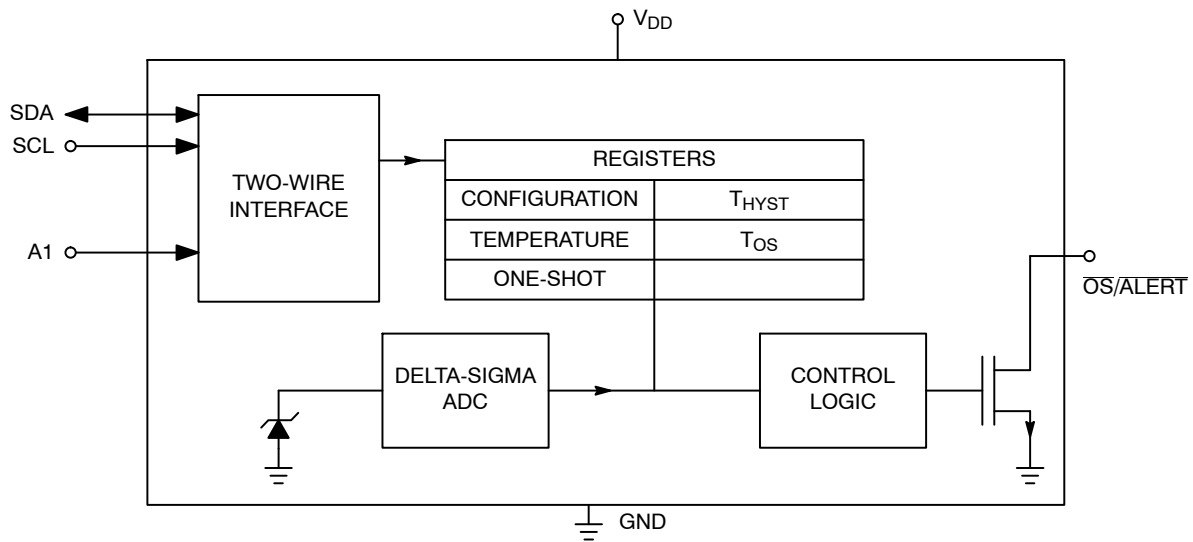 VDD
SDA
SCL
A1
TWO-WIRE
INTERFACE
REGISTERS
CONFIGURATION THYST
TEMPERATURE TOS
ONE-SHOT
OS/ALERT
DELTA-SIGMA
ADC
CONTROL
LOGIC
GND